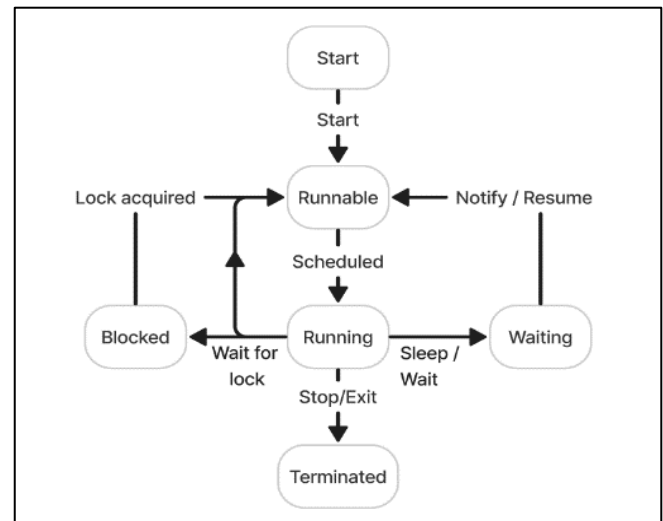 Start
Start
Lock acquired
Runnable
Notify / Resume
Scheduled
Blocked
Wait for
lock
Running
Sleep /
Wait
Waiting
Stop/Exit
Terminated